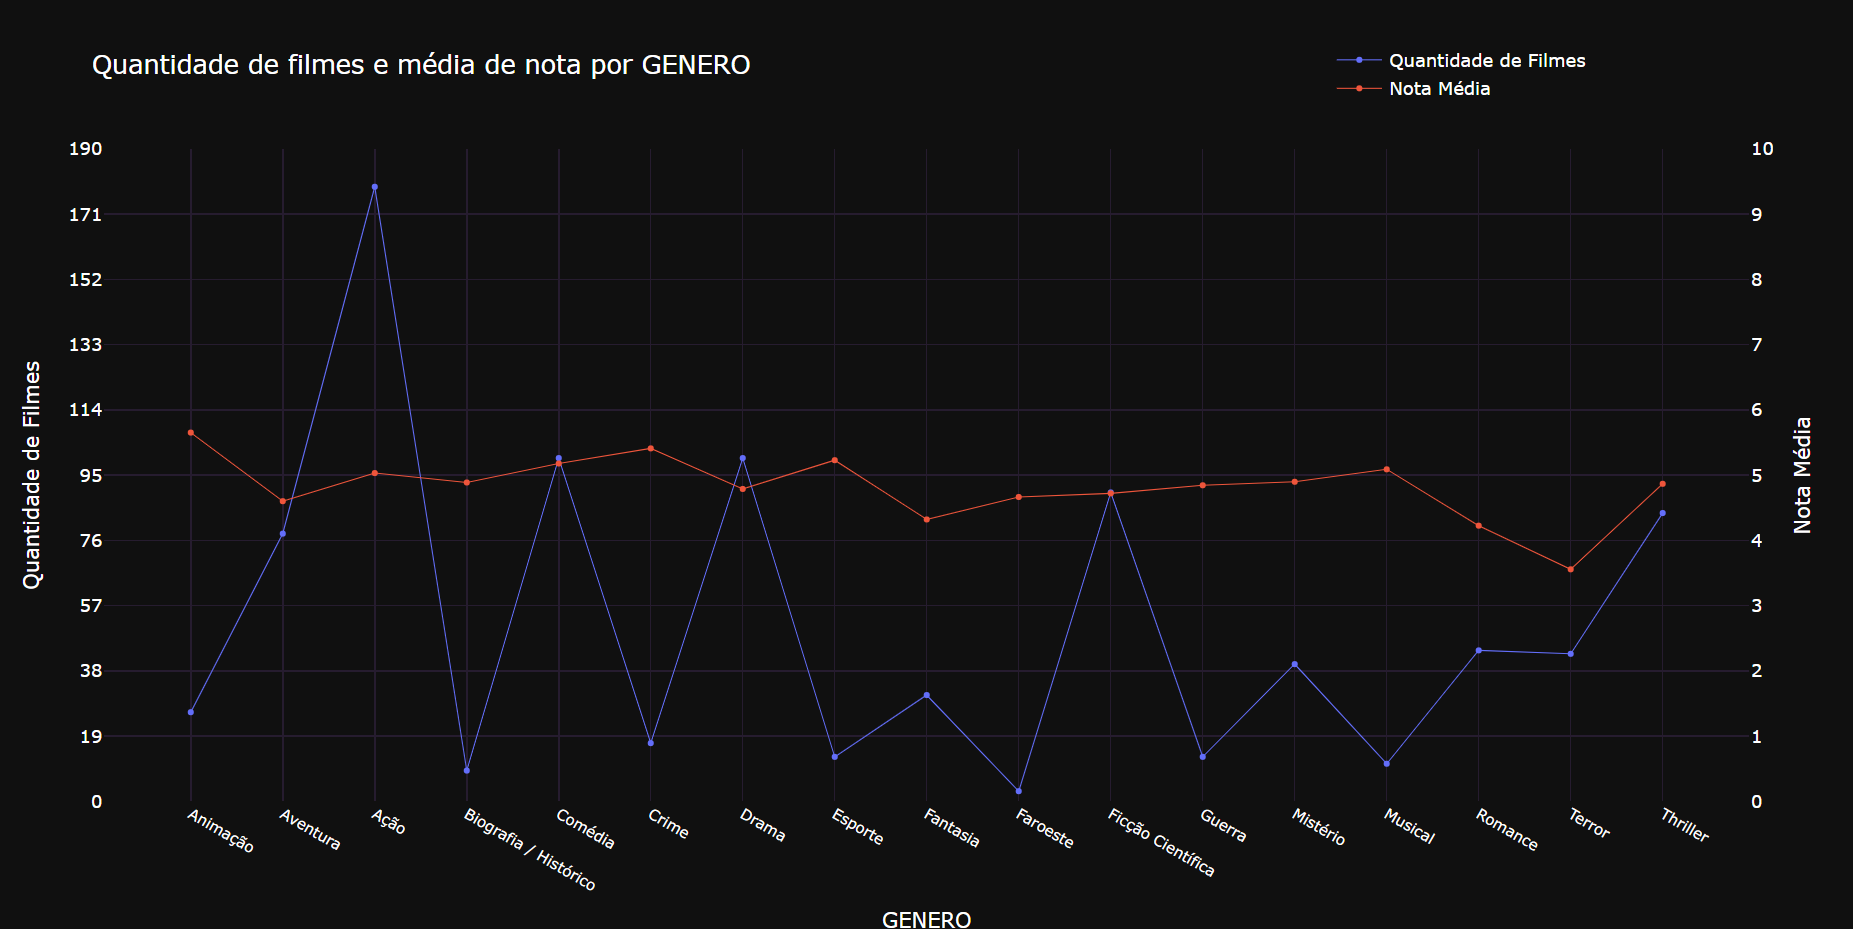 Quantidade de filmes e média de nota por GENERO
Quantidade de Filmes
Nota Média
190
171
152
133
114
95
76
57
38
19
0
Quantidade de Filmes
10
9
8
7
6
5
4
3
2
1
0
Nota Média
Animação
Aventura
Ação
Biografia / Histórico
Comédia
Crime
Drama
Esporte
Fantasia
Faroeste
Ficção Científica
Guerra
Mistério
Musical
Romance
Terror
Thriller
GENERO